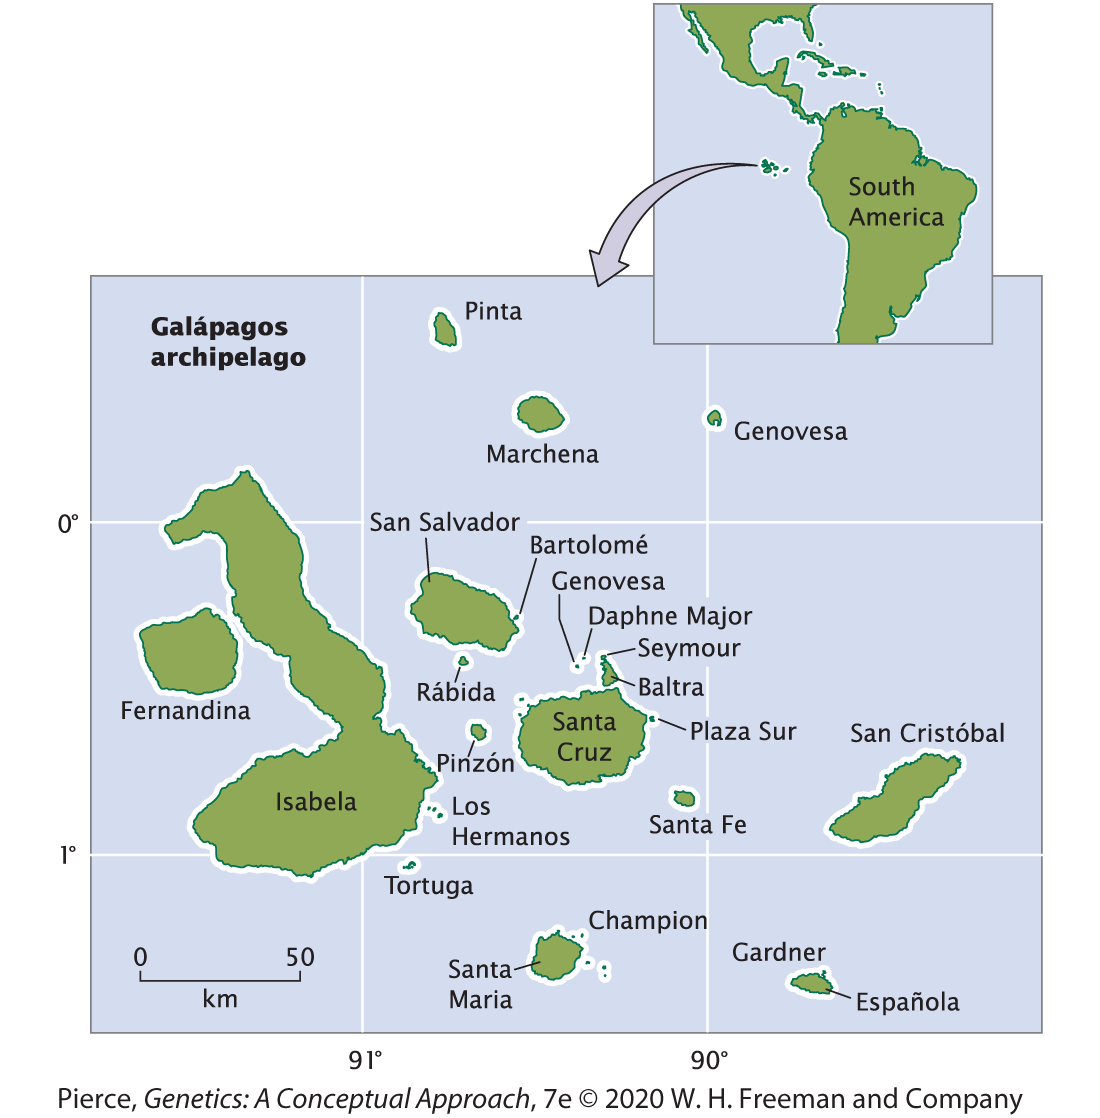 South
America
Galápagos
archipelago
Pinta
Marchena
Genovesa
0°
San Salvador
Bartolomé
Genovesa
Daphne Major
Seymour
Baltra
Rábida
Fernandina
Santa
Cruz
Plaza Sur
San Cristóbal
Pinzón
Isabela
Los
Hermanos
Santa Fe
1°
Tortuga
Champion
Santa
Maria
Gardner
Española
0 50
km
91° 90°
Pierce, Genetics: A Conceptual Approach, 7e © 2020 W. H. Freeman and Company